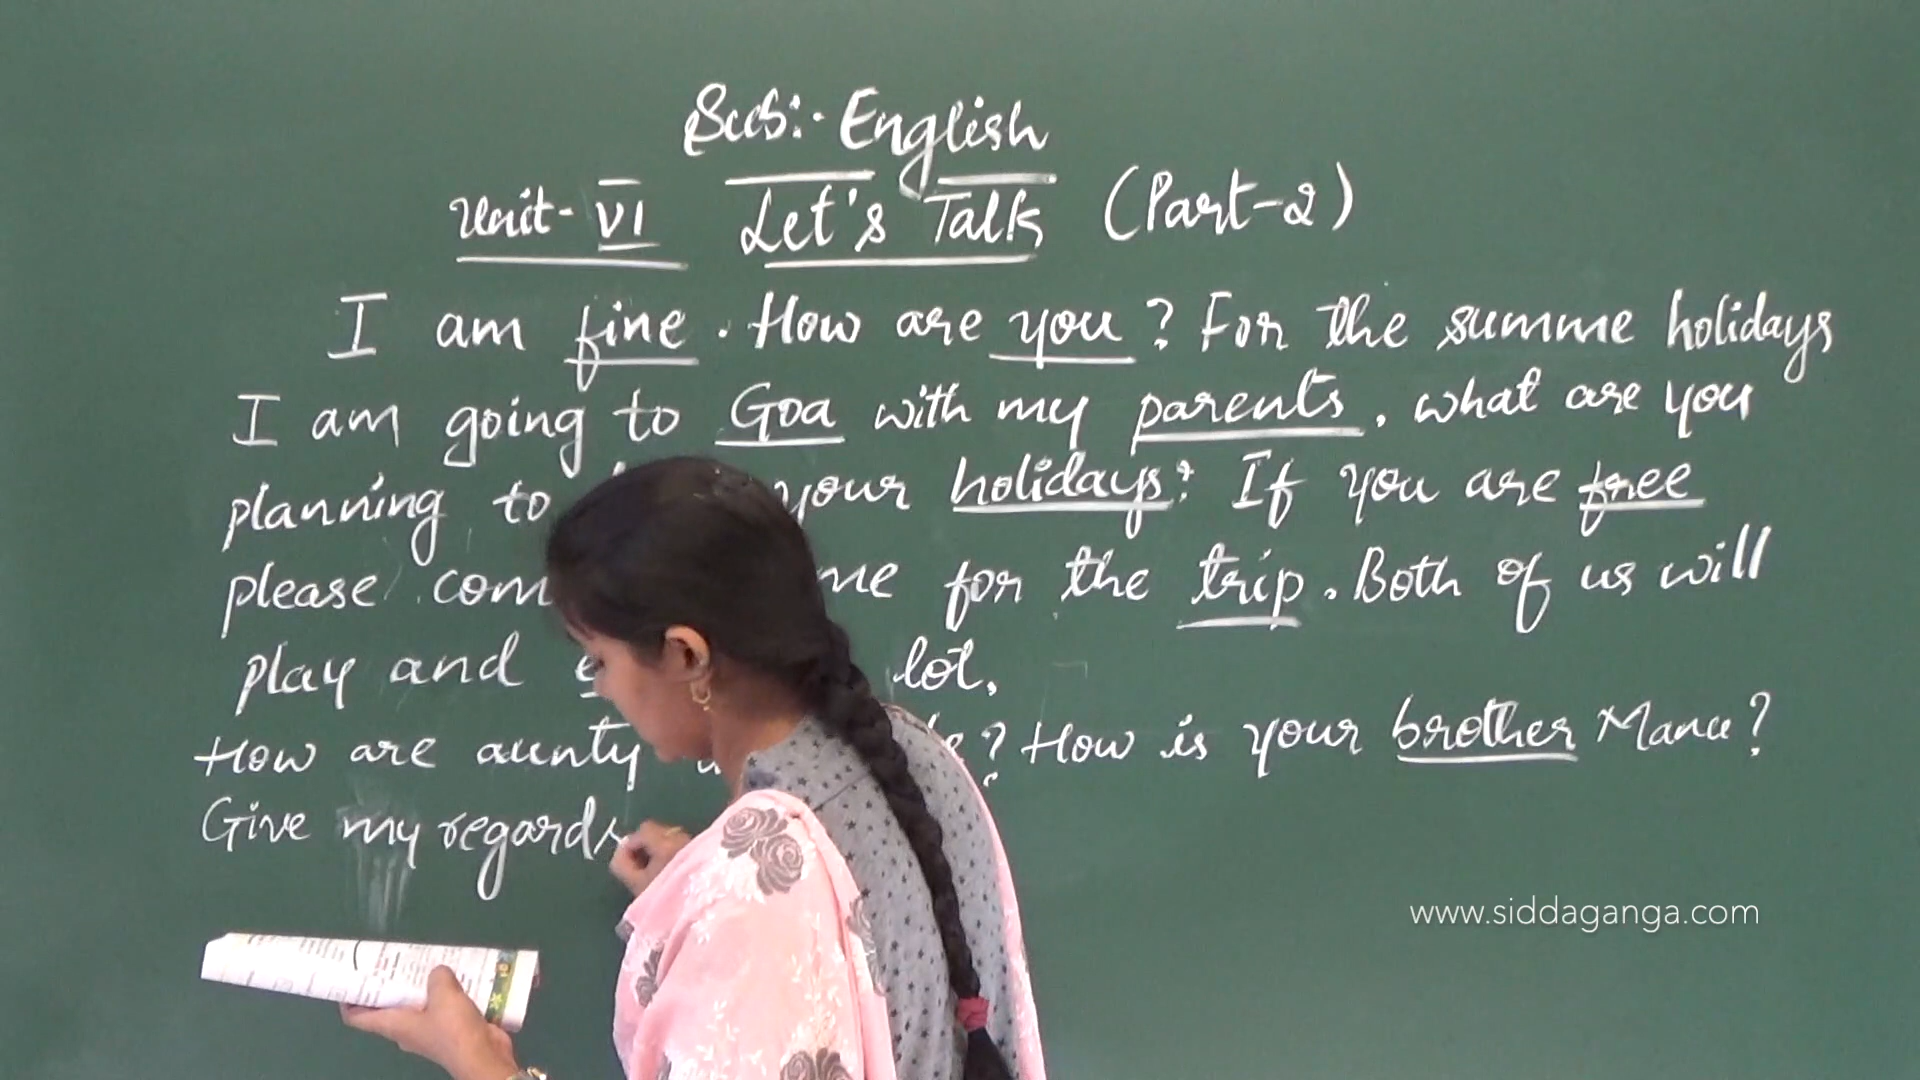 Sub:- English
Unit- VI Let's Talk (Part-2)
I am fine. How are you? For the summe holidays
I am going to Goa with my parents. what are you
planning to your holidays? If you are free
please me for the trip. Both of us will
play and lot.
How are aunty ? How is your brother Manu?
Give my regards
www.siddaganga.com